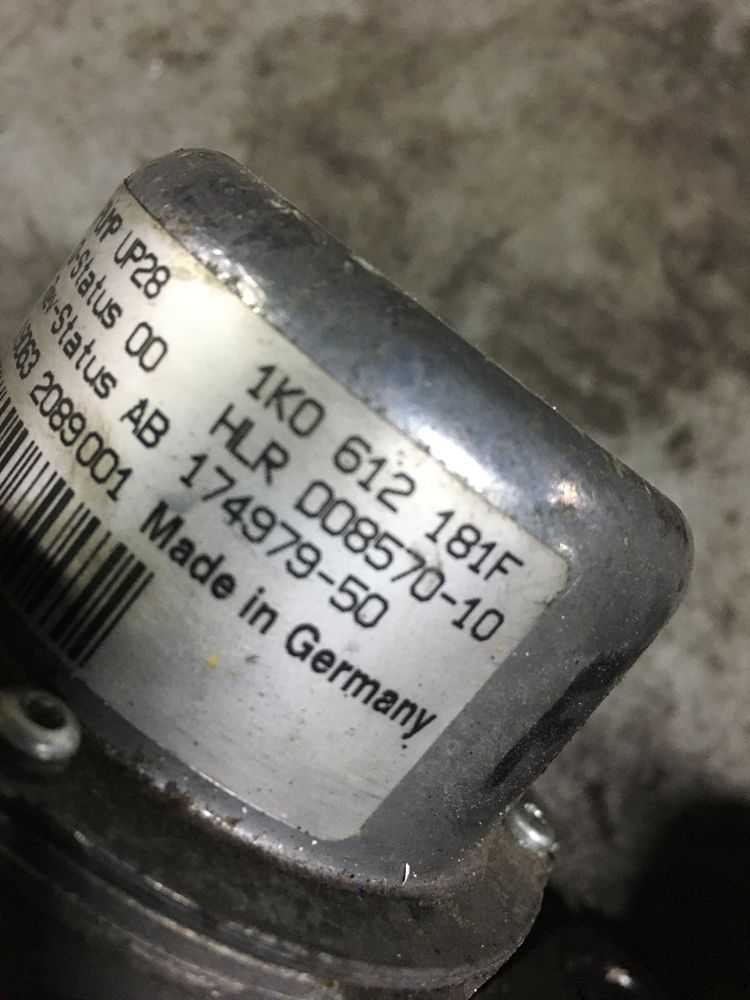 UP28
-Status 00
-Status AB
2089001
1K0 612 181F
HLR 008570-10
174979-50
Made in Germany